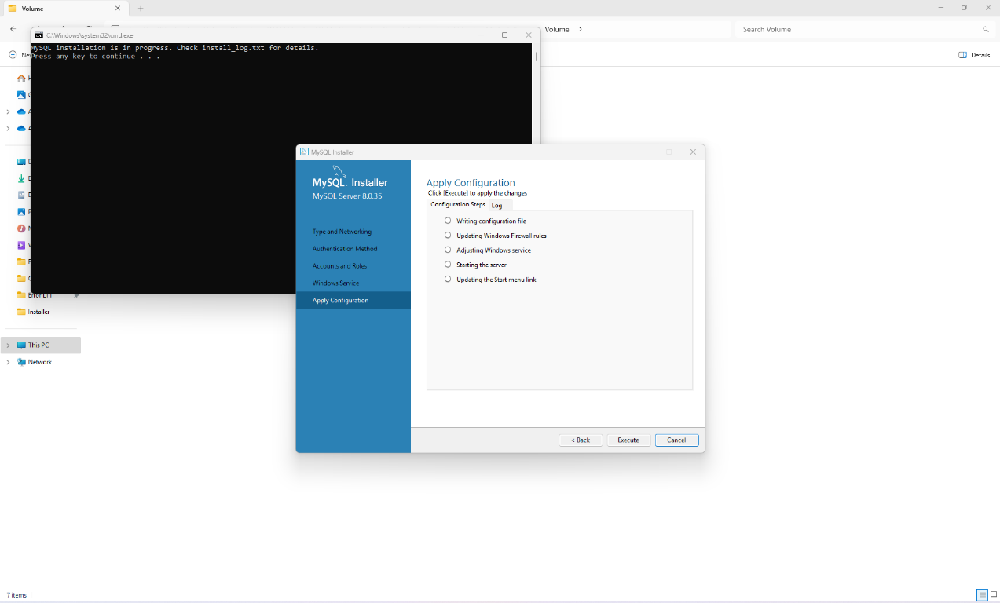 Volume
Volume
Search Volume
C:\Windows\system32\cmd.exe
MySQL installation is in progress. Check install_log.txt for details.
Press any key to continue . . .
Details
MySQL Installer
MySQL. Installer
MySQL Server 8.0.35
Type and Networking
Authentication Method
Accounts and Roles
Windows Service
Apply Configuration
Apply Configuration
Click [Execute] to apply the changes
Configuration Steps
Log
Writing configuration file
Updating Windows Firewall rules
Adjusting Windows service
Starting the server
Updating the Start menu link
< Back
Execute
Cancel
Installer
This PC
Network
7 items